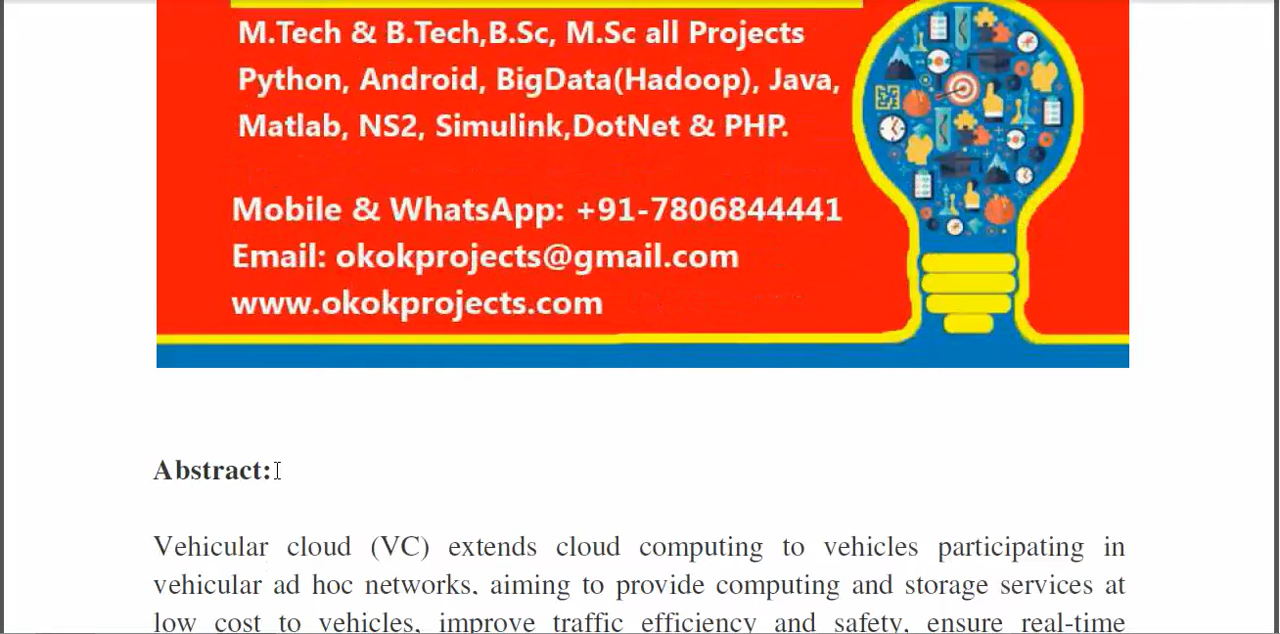 M.Tech & B.Tech,B.Sc, M.Sc all Projects
Python, Android, BigData(Hadoop), Java,
Matlab, NS2, Simulink,DotNet & PHP.
Mobile & WhatsApp: +91-7806844441
Email: okokprojects@gmail.com
www.okokprojects.com
Abstract:
Vehicular cloud (VC) extends cloud computing to vehicles participating in
vehicular ad hoc networks, aiming to provide computing and storage services at
low cost to vehicles, improve traffic efficiency and safety, ensure real-time